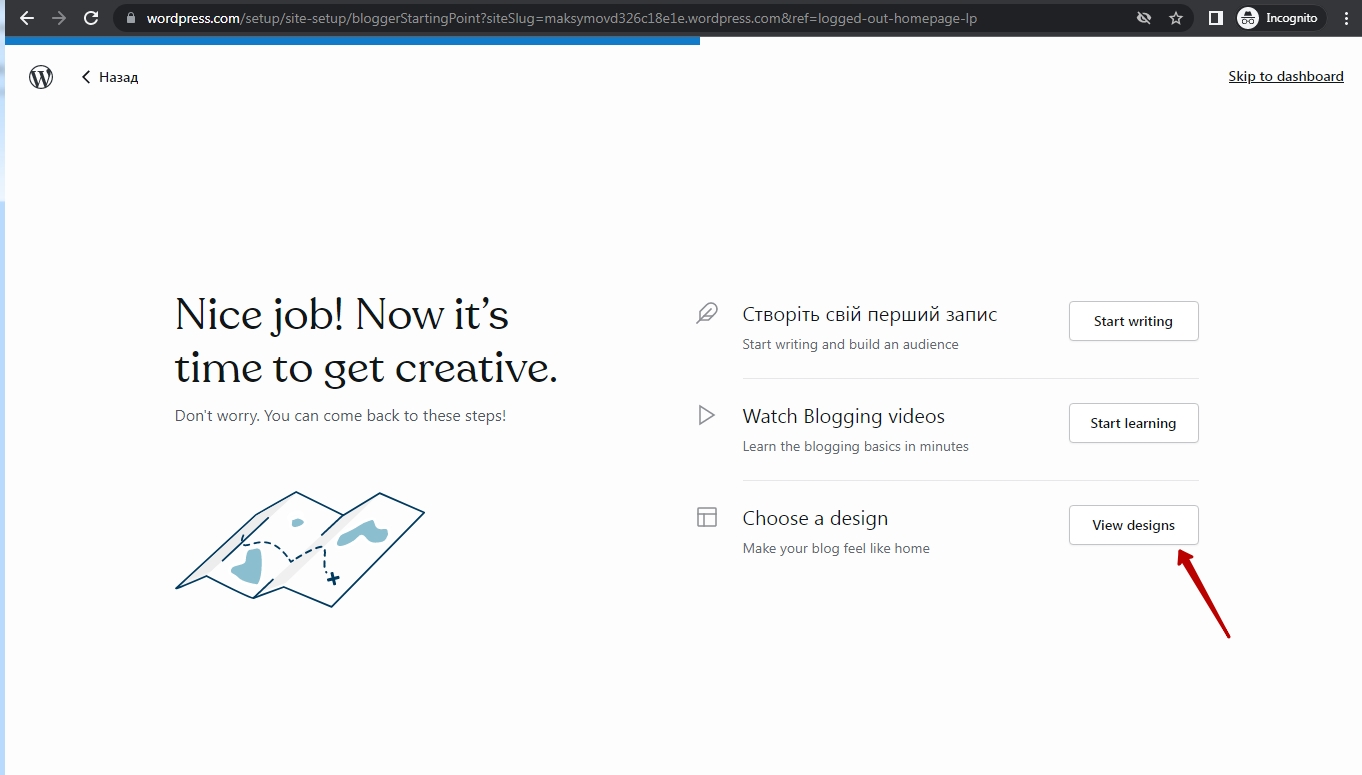 wordpress.com/setup/site-setup/bloggerStartingPoint?siteSlug=maksymovd326c18e1e.wordpress.com&ref=logged-out-homepage-lp
Incognito
Назад
Skip to dashboard
Nice job! Now it's
time to get creative.
Don't worry. You can come back to these steps!
Створіть свій перший запис
Start writing and build an audience
Start writing
Watch Blogging videos
Learn the blogging basics in minutes
Start learning
Choose a design
Make your blog feel like home
View designs